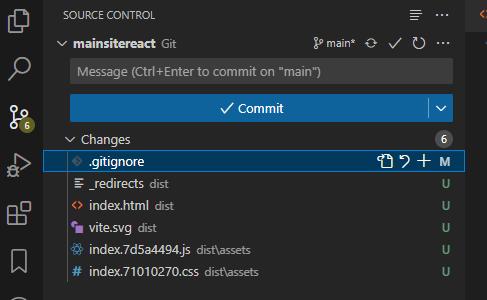 SOURCE CONTROL
mainsitereact Git main*
Message (Ctrl+Enter to commit on "main")
Commit
Changes 6
.gitignore M
_redirects dist U
index.html dist U
vite.svg dist U
index.7d5a4494.js dist\assets U
index.71010270.css dist\assets U
6